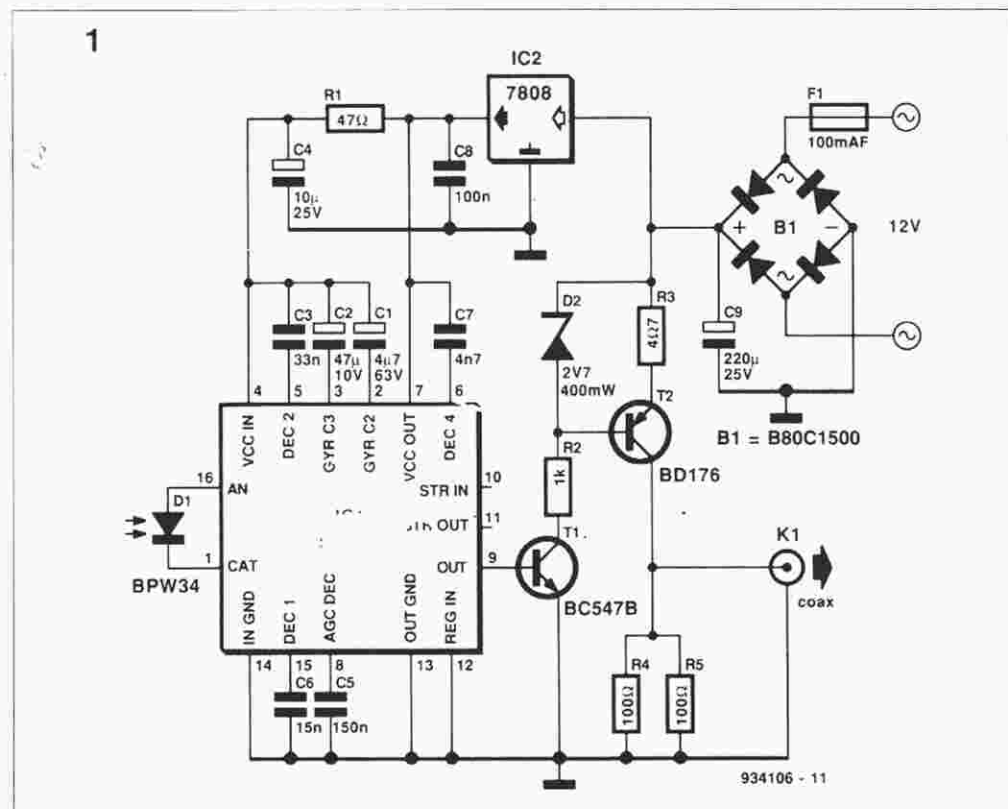 1
IC2
7808
R1
47Ω
C4
10µ
25V
C8
100n
F1
100mAF
B1
12V
C3
33n
C2
47µ
10V
C1
4µ7
63V
C7
4n7
D2
2V7
400mW
R3
4Ω7
C9
220µ
25V
B1 = B80C1500
4
5
3
2
7
6
VCC IN
DEC 2
GYR C3
GYR C2
VCC OUT
DEC 4
T2
BD176
R2
1k
16
AN
D1
1
CAT
BPW34
STR IN
10
OUT
11
OUT
9
T1
BC547B
K1
coax
IN GND
DEC 1
AGC DEC
OUT GND
REG IN
14
15
8
13
12
C6
15n
C5
150n
R4
100Ω
R5
100Ω
934106 - 11